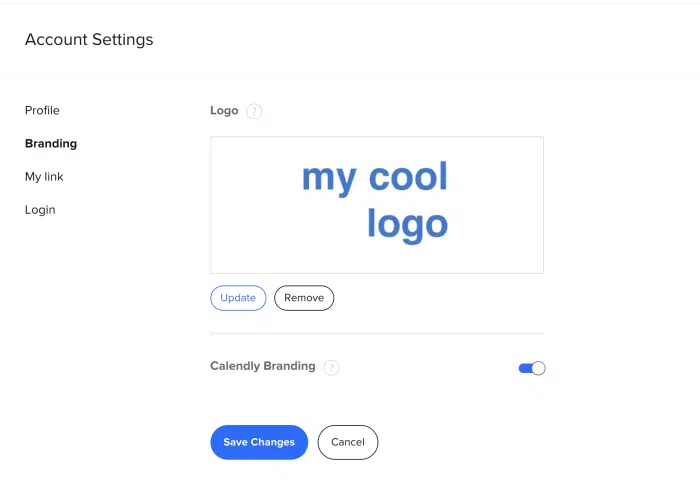 Account Settings
Profile
Branding
My link
Login
Logo ?
my cool
logo
Update Remove
Calendly Branding ?
Save Changes Cancel